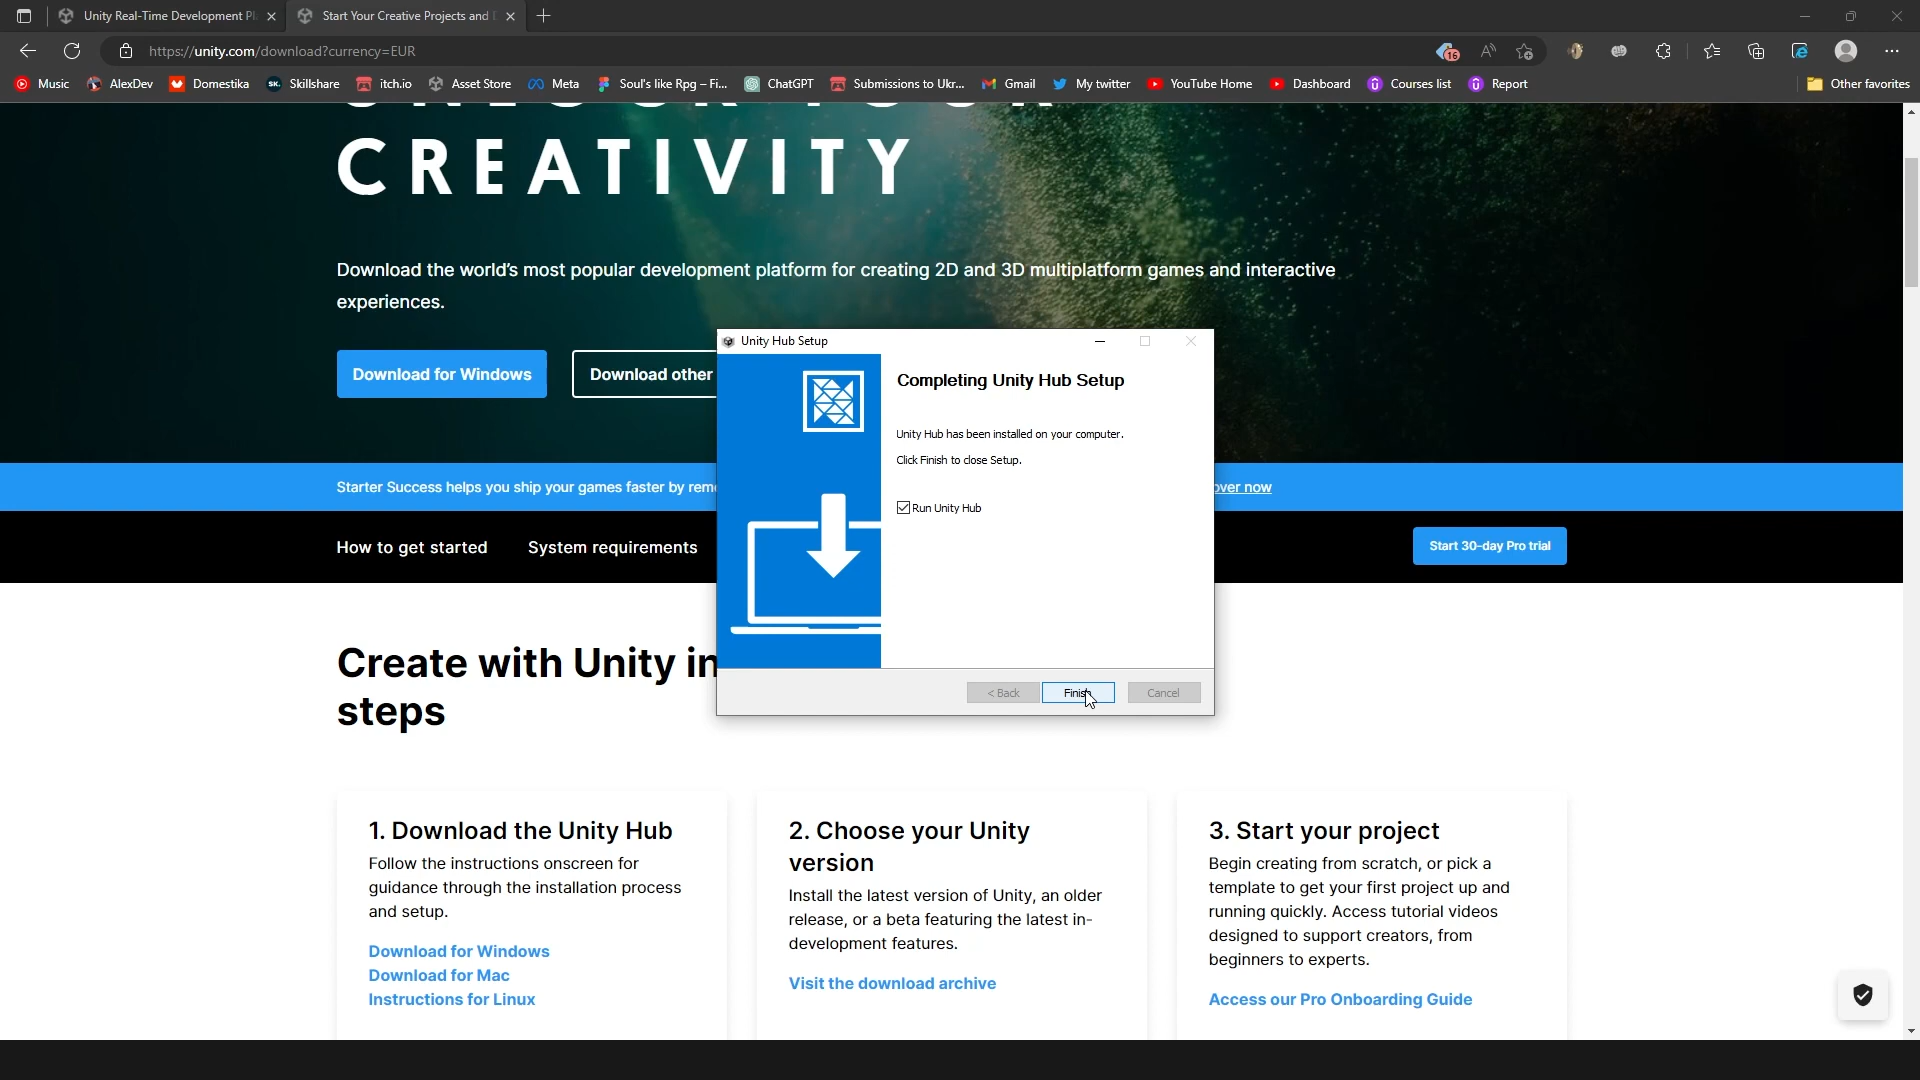 Unity Real-Time Development Pl
Start Your Creative Projects and D
https://unity.com/download?currency=EUR
16
Music
AlexDev
Domestika
SK.
Skillshare
itch.io
Asset Store
Meta
Soul's like Rpg – Fi...
ChatGPT
Submissions to Ukr...
Gmail
My twitter
YouTube Home
Dashboard
Courses list
Report
Other favorites
CREATIVITY
Download the world's most popular development platform for creating 2D and 3D multiplatform games and interactive
experiences.
Download for Windows
Download other
Starter Success helps you ship your games faster by rem
over now
How to get started
System requirements
Start 30-day Pro trial
Unity Hub Setup
Completing Unity Hub Setup
Unity Hub has been installed on your computer.
Click Finish to close Setup.
Run Unity Hub
< Back
Finish
Cancel
Create with Unity in
steps
1. Download the Unity Hub
Follow the instructions onscreen for
guidance through the installation process
and setup.
Download for Windows
Download for Mac
Instructions for Linux
2. Choose your Unity
version
Install the latest version of Unity, an older
release, or a beta featuring the latest in-
development features.
Visit the download archive
3. Start your project
Begin creating from scratch, or pick a
template to get your first project up and
running quickly. Access tutorial videos
designed to support creators, from
beginners to experts.
Access our Pro Onboarding Guide